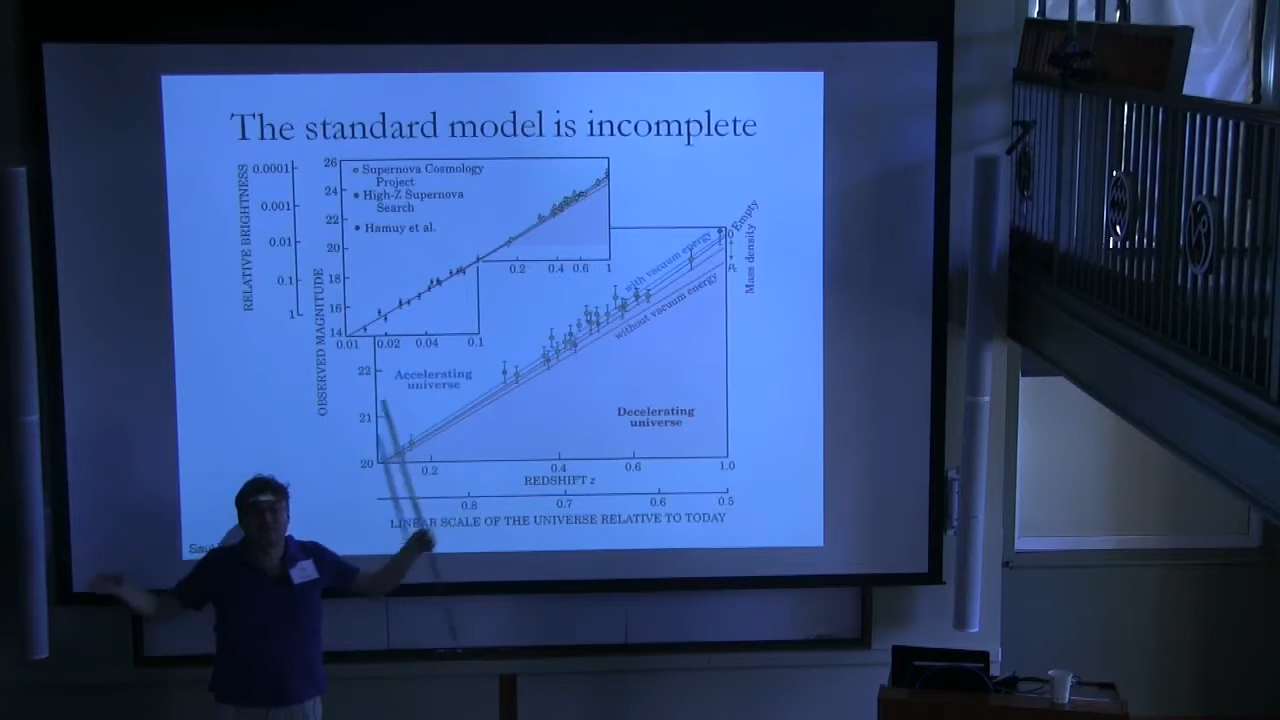 The standard model is incomplete
RELATIVE BRIGHTNESS
0.0001
0.001
0.01
0.1
1
OBSERVED MAGNITUDE
26
24
22
20
18
16
14
Supernova Cosmology
Project
High-Z Supernova
Search
Hamuy et al.
0.2 0.4 0.6 1
0.01 0.02 0.04 0.1
with vacuum energy
without vacuum energy
Empty
Mass density
ρc
22
21
20
Accelerating
universe
Decelerating
universe
0.2 0.4 0.6 1.0
REDSHIFT z
0.8 0.7 0.6 0.5
LINEAR SCALE OF THE UNIVERSE RELATIVE TO TODAY